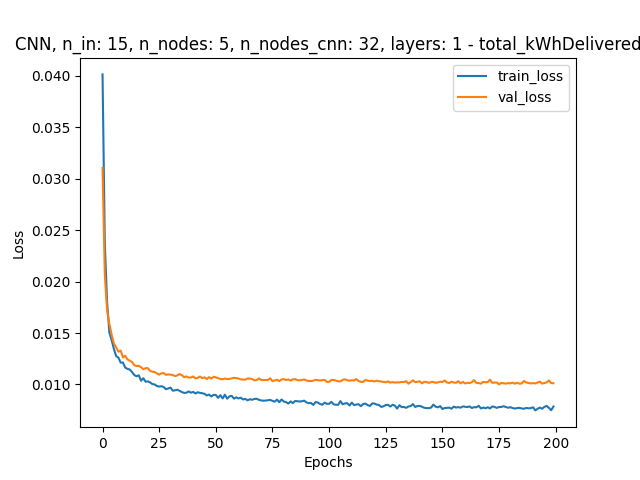 CNN, n_in: 15, n_nodes: 5, n_nodes_cnn: 32, layers: 1 - total_kWhDelivered
train_loss
val_loss
0.040
0.035
0.030
0.025
0.020
0.015
0.010
Loss
0 25 50 75 100 125 150 175 200
Epochs